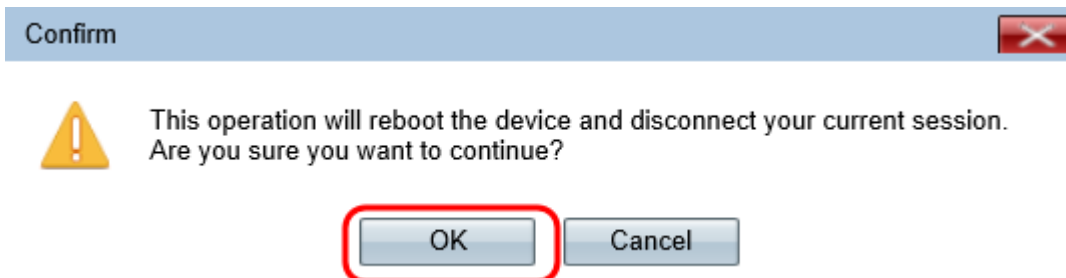 Confirm
This operation will reboot the device and disconnect your current session.
Are you sure you want to continue?
OK
Cancel